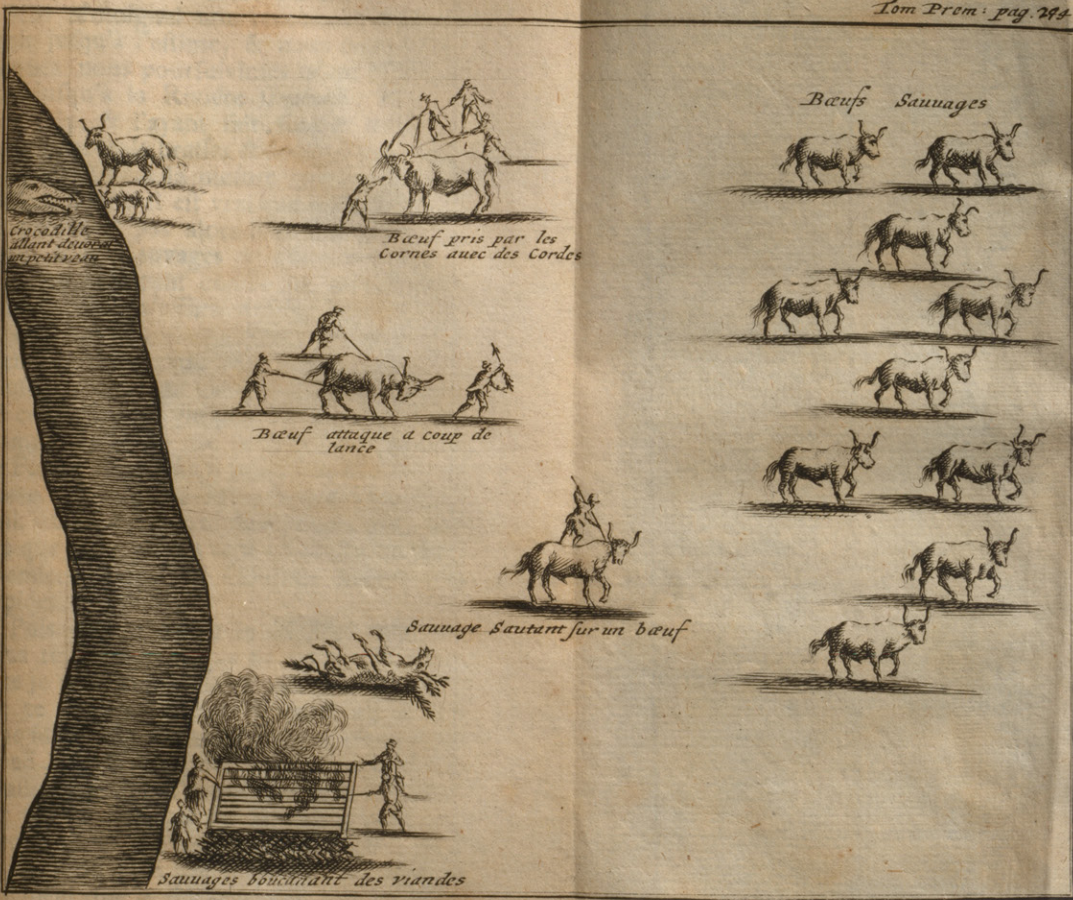 Tom Prem: pag. 294
Bœufs Sauuages
Crocodille
allant deuorer
un petit veau
Bœuf pris par les
Cornes auec des Cordes
Bœuf attaque a coup de
lance
Sauuage Sautant ſur un bœuf
Sauuages boucanant des viandes